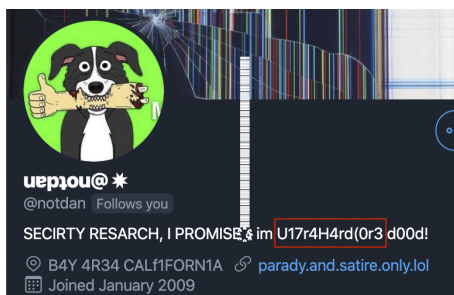 uɐpʇou@ ✷
@notdan Follows you
SECIRTY RESARCH, I PROMISE im U17r4H4rd(0r3 d00d!
B4Y 4R34 CALf1FORN1A parady.and.satire.only.lol
Joined January 2009